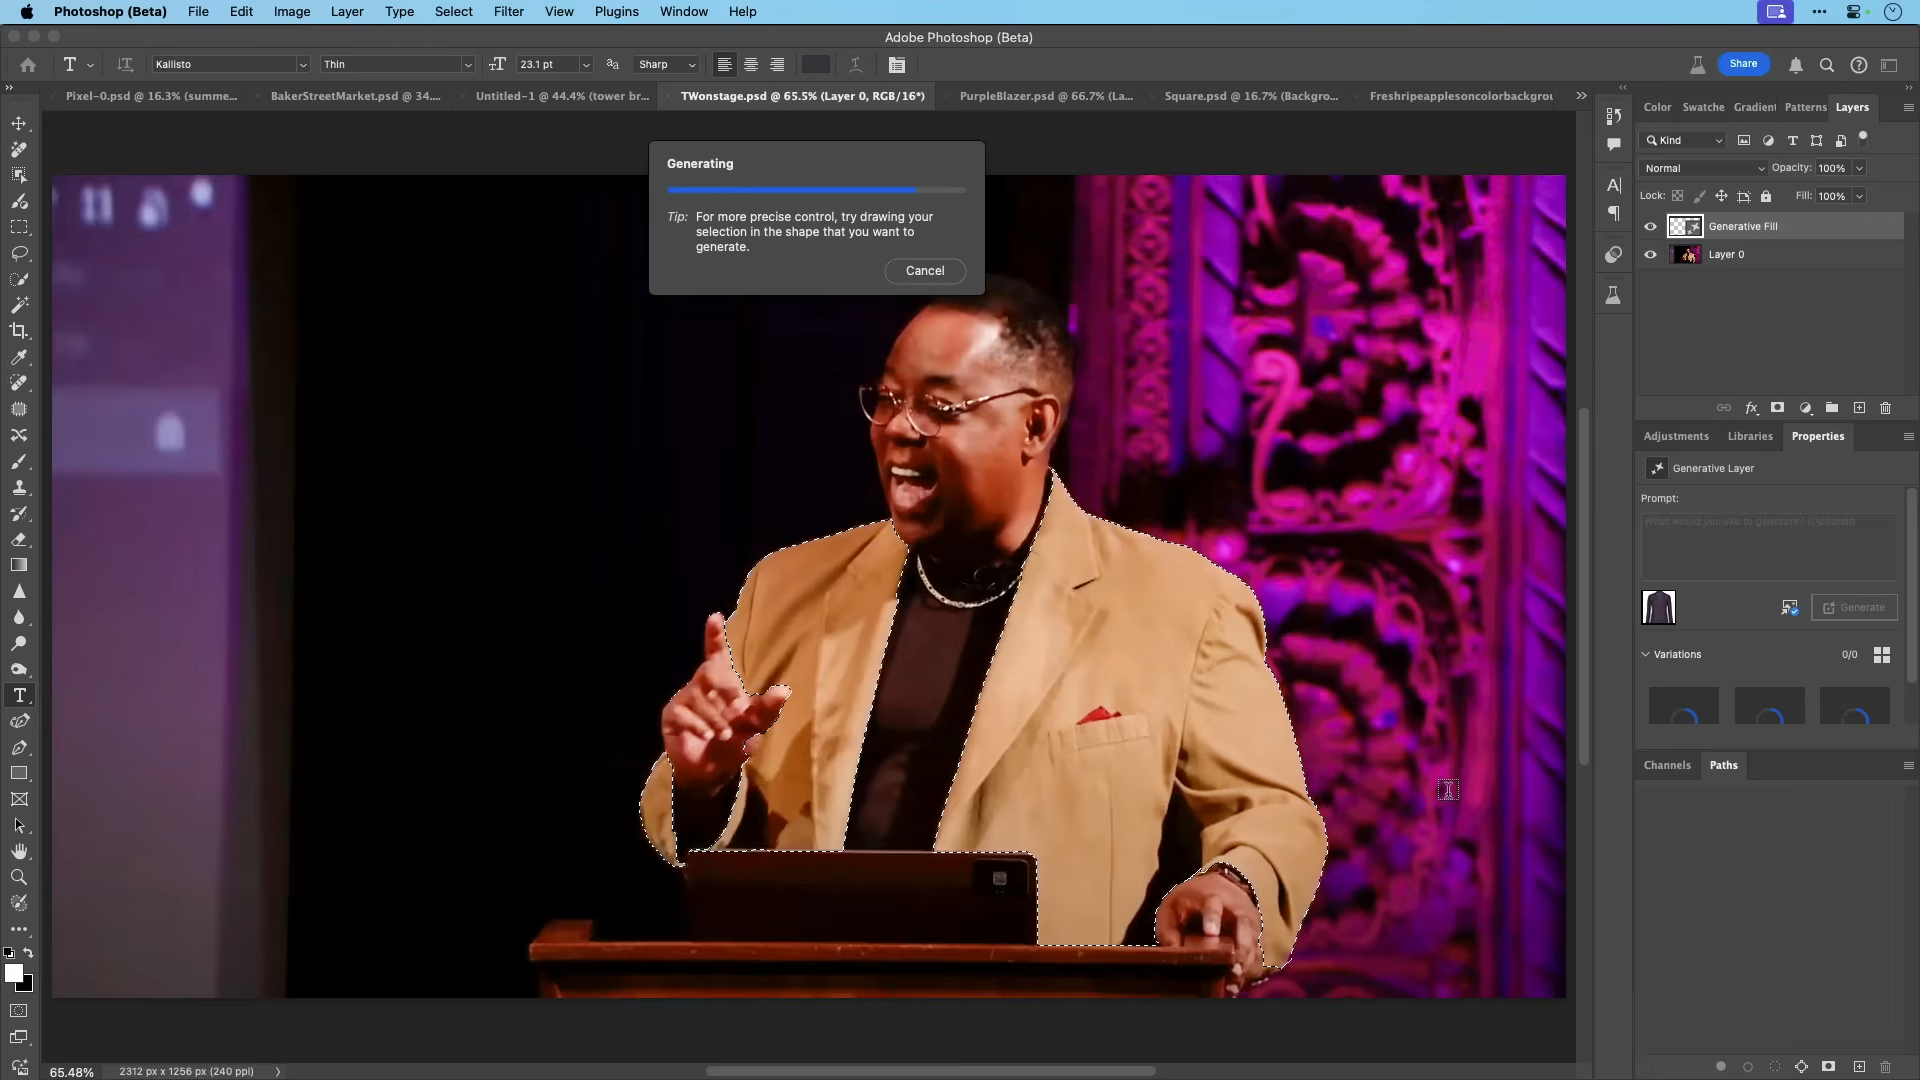 Photoshop (Beta) File Edit Image Layer Type Select Filter View Plugins Window Help
Adobe Photoshop (Beta)
Kallisto Thin 23.1 pt Sharp Share
Pixel-0.psd @ 16.3% (summe... BakerStreetMarket.psd @ 34.... Untitled-1 @ 44.4% (tower br... TWonstage.psd @ 65.5% (Layer 0, RGB/16*) PurpleBlazer.psd @ 66.7% (La... Square.psd @ 16.7% (Backgro... Freshripeapplesoncolorbackgrou
Color Swatche Gradient Patterns Layers
Kind
Normal Opacity: 100%
Lock: Fill: 100%
Generative Fill
Layer 0
Generating
Tip: For more precise control, try drawing your
selection in the shape that you want to
generate.
Cancel
Adjustments Libraries Properties
Generative Layer
Prompt:
What would you like to generate? (Optional)
Generate
Variations 0/0
Channels Paths
65.48% 2312 px x 1256 px (240 ppi)